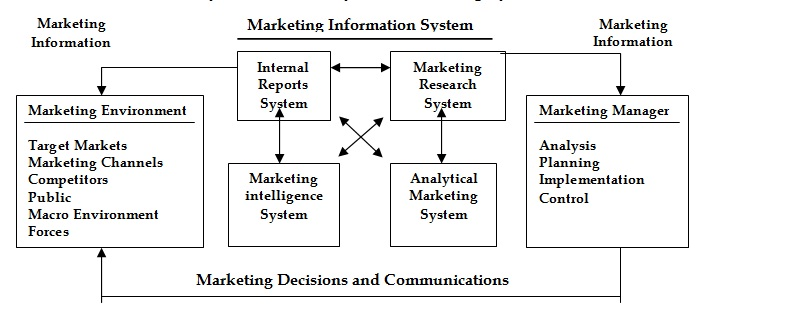 Marketing
Information
Marketing Information System
Marketing
Information
Internal
Reports
System
Marketing
Research
System
Marketing Environment
Target Markets
Marketing Channels
Competitors
Public
Macro Environment
Forces
Marketing
intelligence
System
Analytical
Marketing
System
Marketing Manager
Analysis
Planning
Implementation
Control
Marketing Decisions and Communications